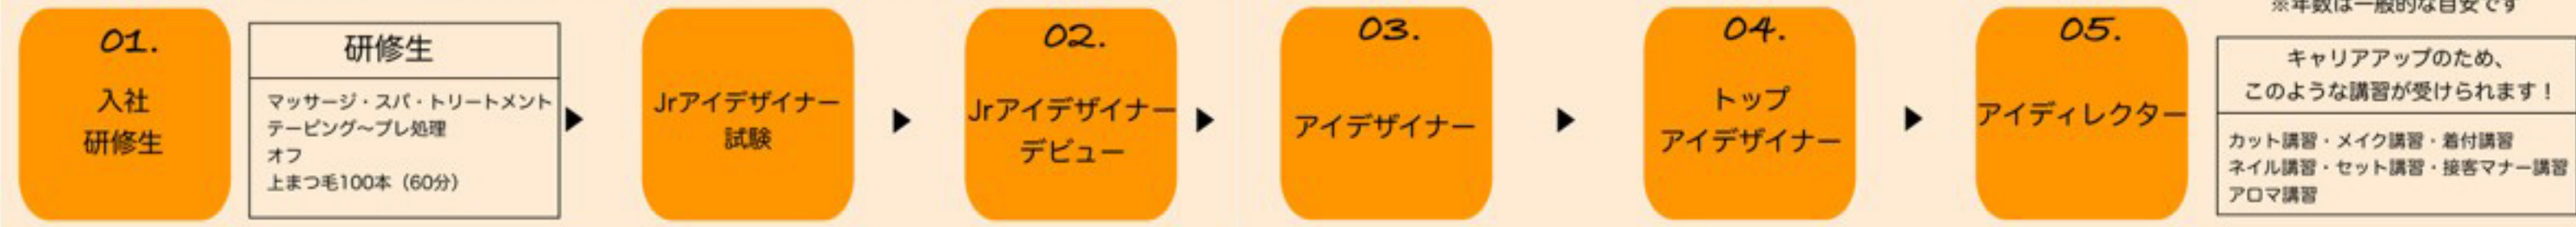 01.
入社
研修生
研修生
マッサージ・スパ・トリートメント
テーピング〜プレ処理
オフ
上まつ毛100本（60分）
Jrアイデザイナー
試験
02.
Jrアイデザイナー
デビュー
03.
アイデザイナー
04.
トップ
アイデザイナー
05.
アイディレクター
※年数は一般的な目安です
キャリアアップのため、
このような講習が受けられます！
カット講習・メイク講習・着付講習
ネイル講習・セット講習・接客マナー講習
アロマ講習